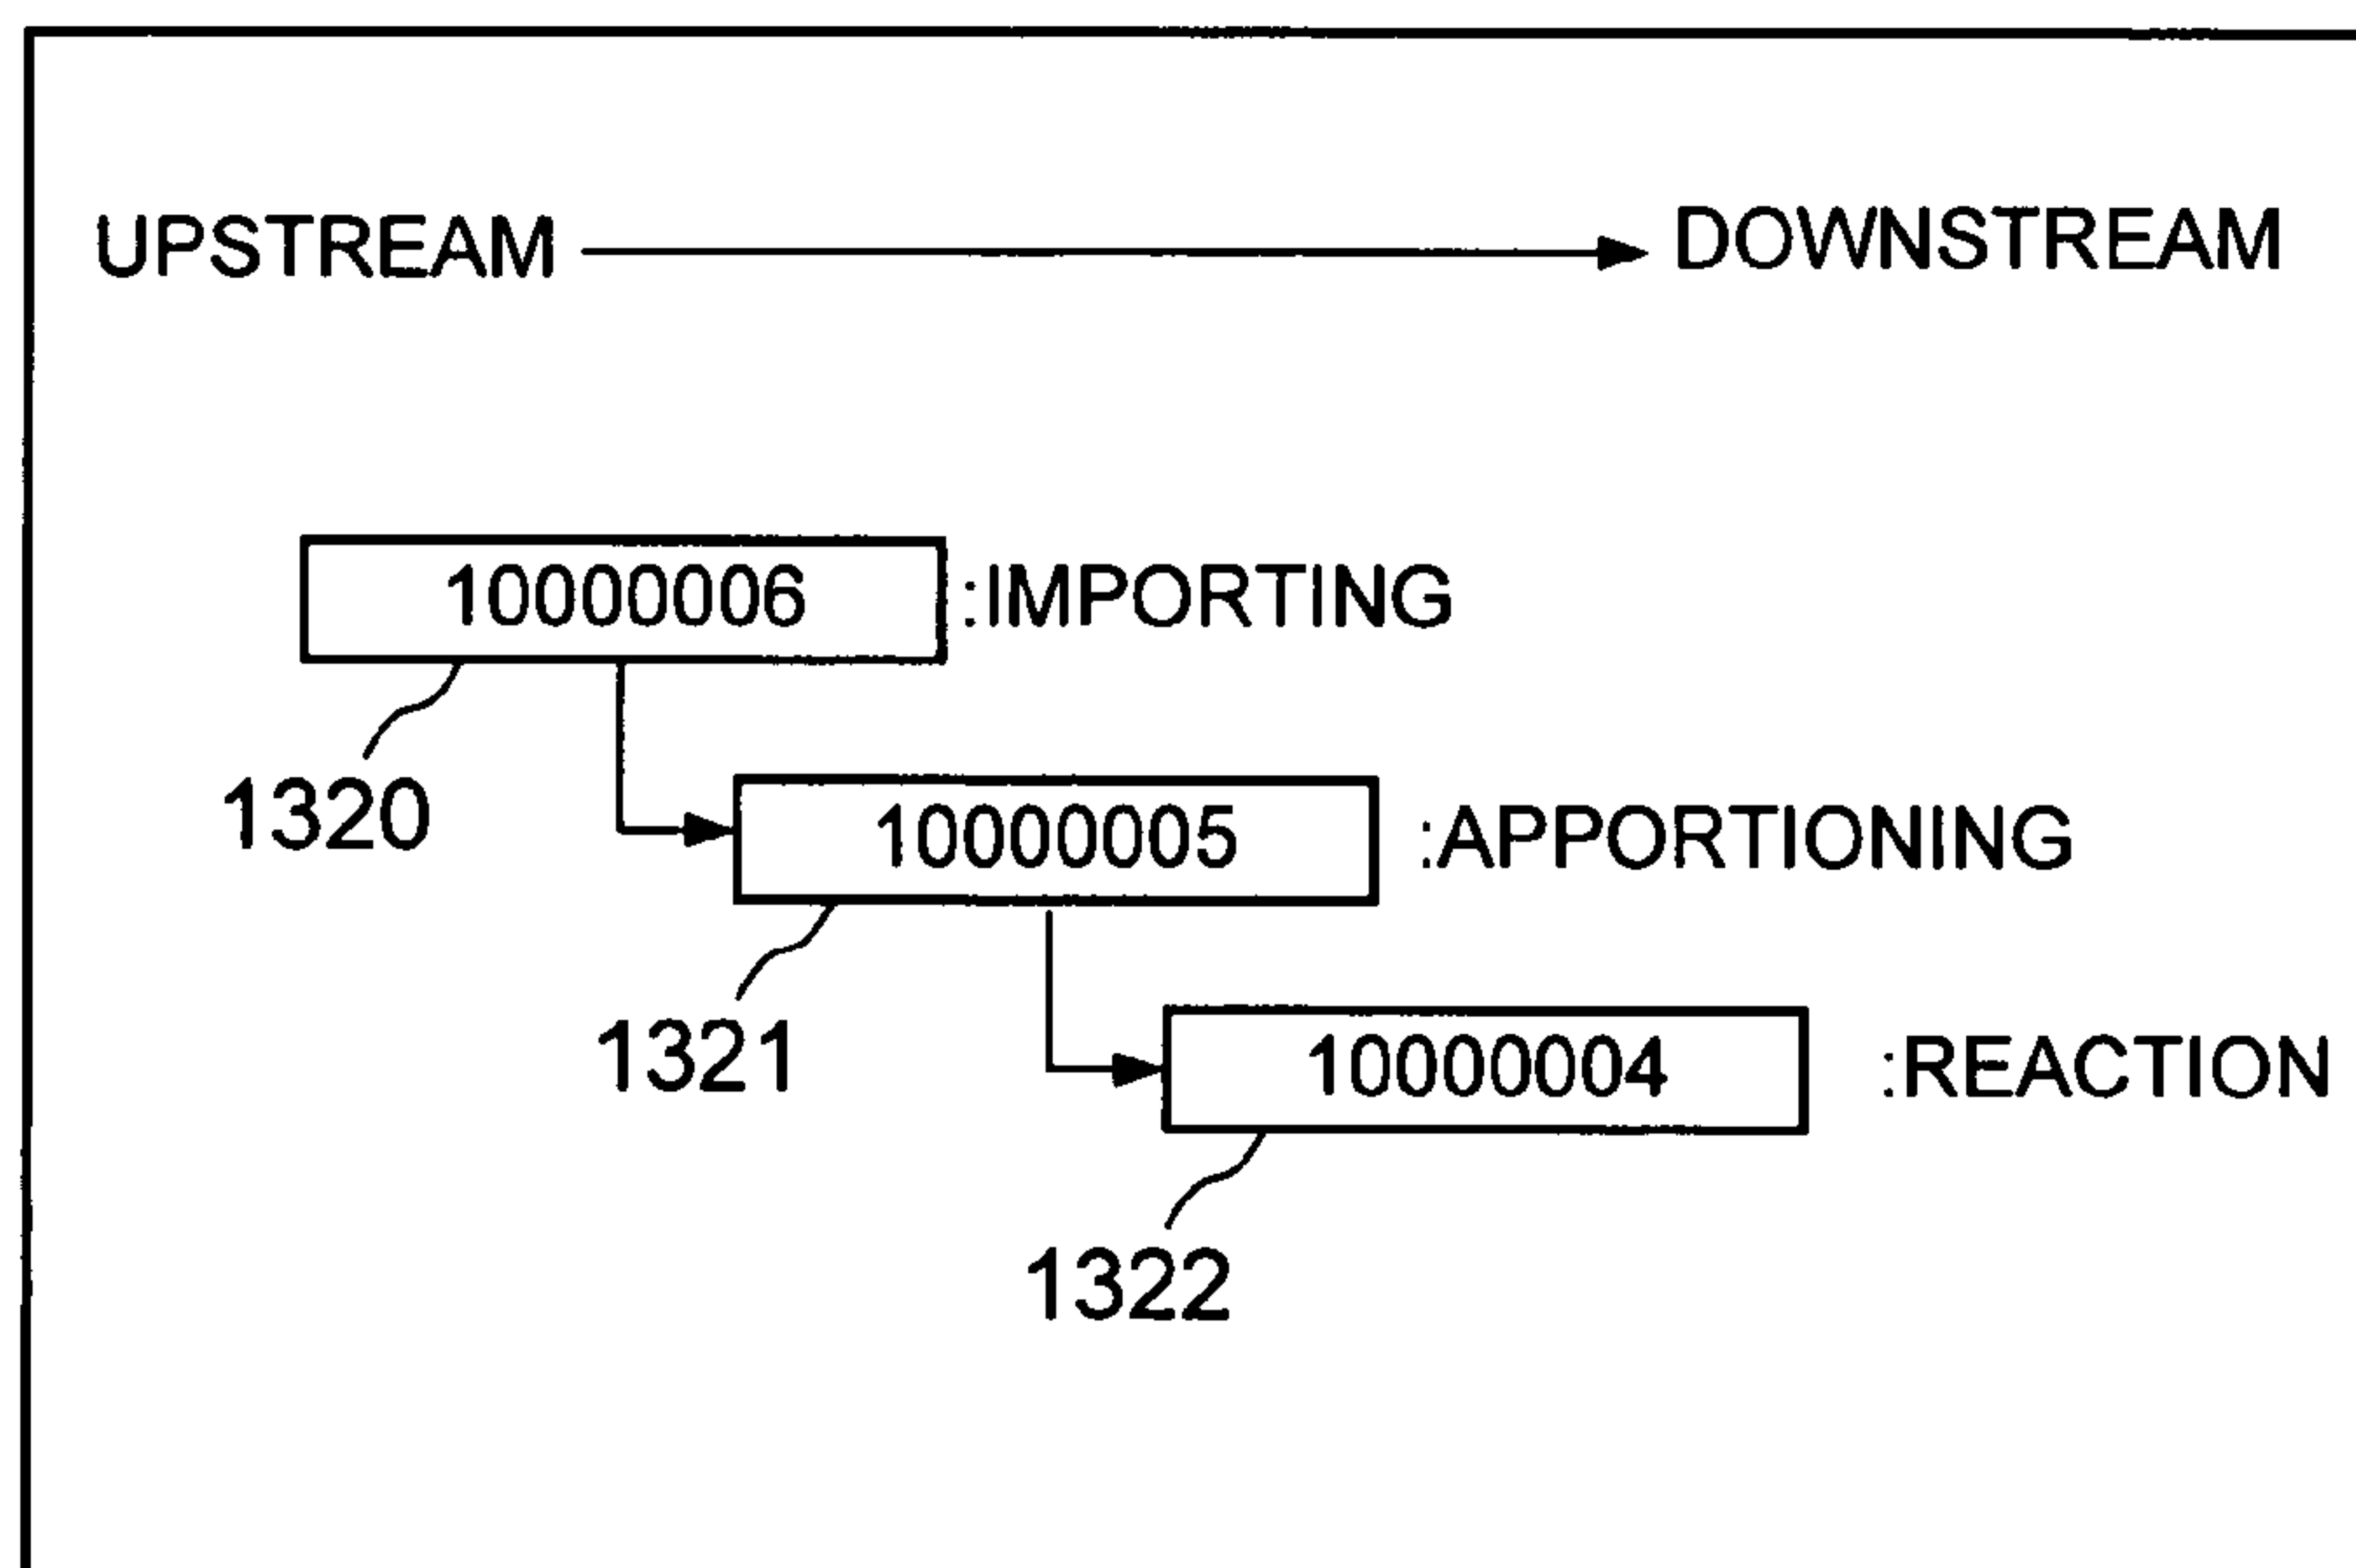 UPSTREAM DOWNSTREAM
10000006 :IMPORTING
1320
10000005 :APPORTIONING
1321
10000004 :REACTION
1322